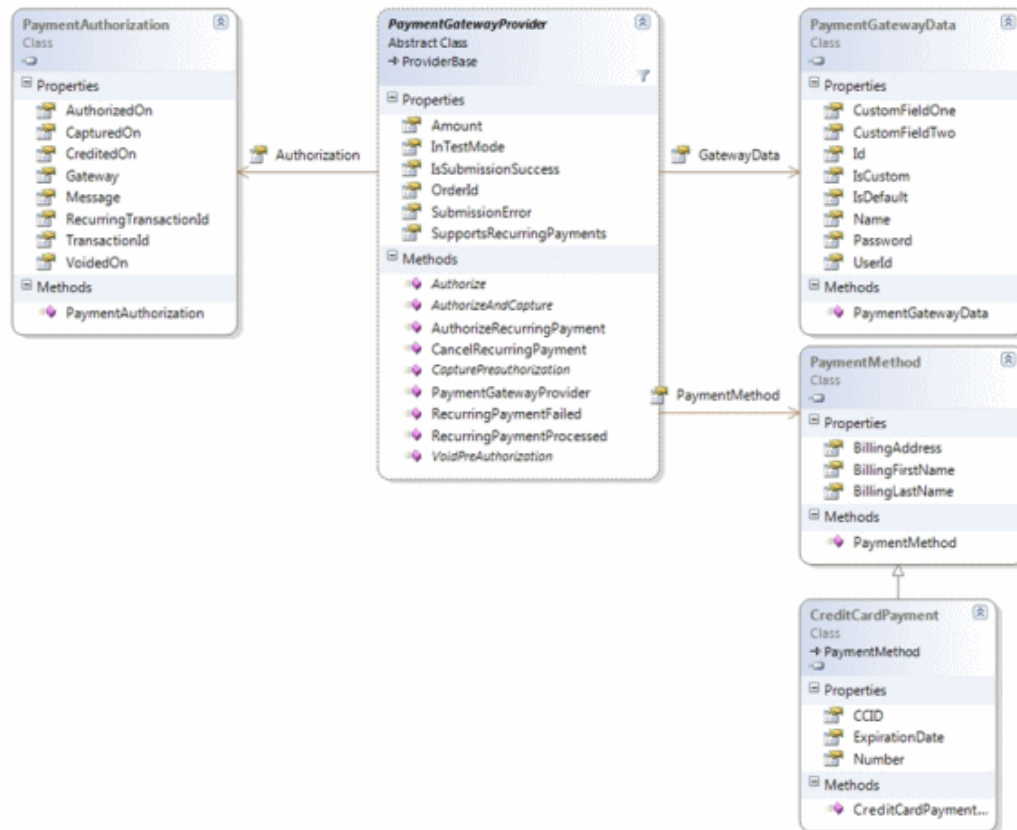 PaymentAuthorization
Class
Properties
AuthorizedOn
CapturedOn
CreditedOn
Gateway
Message
RecurringTransactionId
TransactionId
VoidedOn
Methods
PaymentAuthorization
Authorization
PaymentGatewayProvider
Abstract Class
ProviderBase
Properties
Amount
InTestMode
IsSubmissionSuccess
OrderId
SubmissionError
SupportsRecurringPayments
Methods
Authorize
AuthorizeAndCapture
AuthorizeRecurringPayment
CancelRecurringPayment
CapturePreauthorization
PaymentGatewayProvider
RecurringPaymentFailed
RecurringPaymentProcessed
VoidPreAuthorization
GatewayData
PaymentGatewayData
Class
Properties
CustomFieldOne
CustomFieldTwo
Id
IsCustom
IsDefault
Name
Password
UserId
Methods
PaymentGatewayData
PaymentMethod
PaymentMethod
Class
Properties
BillingAddress
BillingFirstName
BillingLastName
Methods
PaymentMethod
CreditCardPayment
Class
PaymentMethod
Properties
CCID
ExpirationDate
Number
Methods
CreditCardPayment...